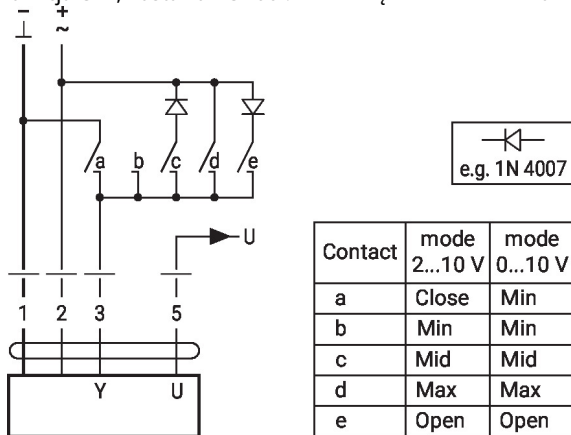 − +
⊥ ~
a b c d e
U
1 2 3 5
Y U
e.g. 1N 4007
Contact mode 2...10 V mode 0...10 V
a Close Min
b Min Min
c Mid Mid
d Max Max
e Open Open